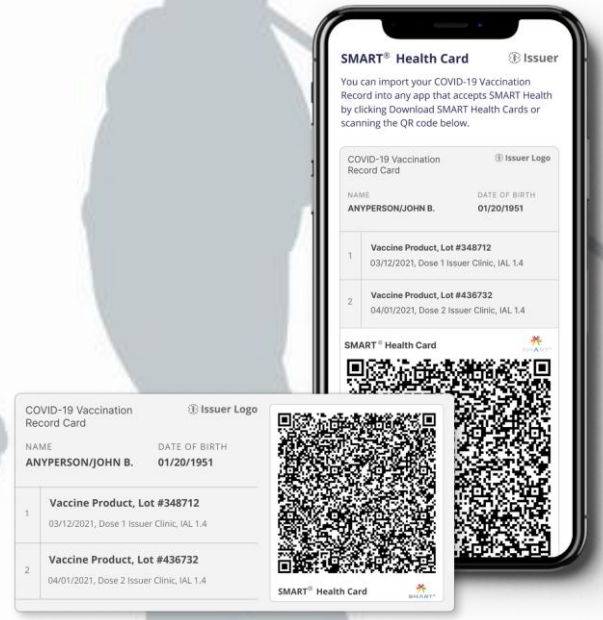 SMART® Health Card
Issuer
You can import your COVID-19 Vaccination
Record into any app that accepts SMART Health
by clicking Download SMART Health Cards or
scanning the QR code below.
COVID-19 Vaccination
Record Card
Issuer Logo
NAME
DATE OF BIRTH
ANYPERSON/JOHN B.
01/20/1951
1
Vaccine Product, Lot #348712
03/12/2021, Dose 1 Issuer Clinic, IAL 1.4
2
Vaccine Product, Lot #436732
04/01/2021, Dose 2 Issuer Clinic, IAL 1.4
SMART® Health Card
SMART®
COVID-19 Vaccination
Record Card
Issuer Logo
NAME
DATE OF BIRTH
ANYPERSON/JOHN B.
01/20/1951
1
Vaccine Product, Lot #348712
03/12/2021, Dose 1 Issuer Clinic, IAL 1.4
2
Vaccine Product, Lot #436732
04/01/2021, Dose 2 Issuer Clinic, IAL 1.4
SMART® Health Card
SMART®